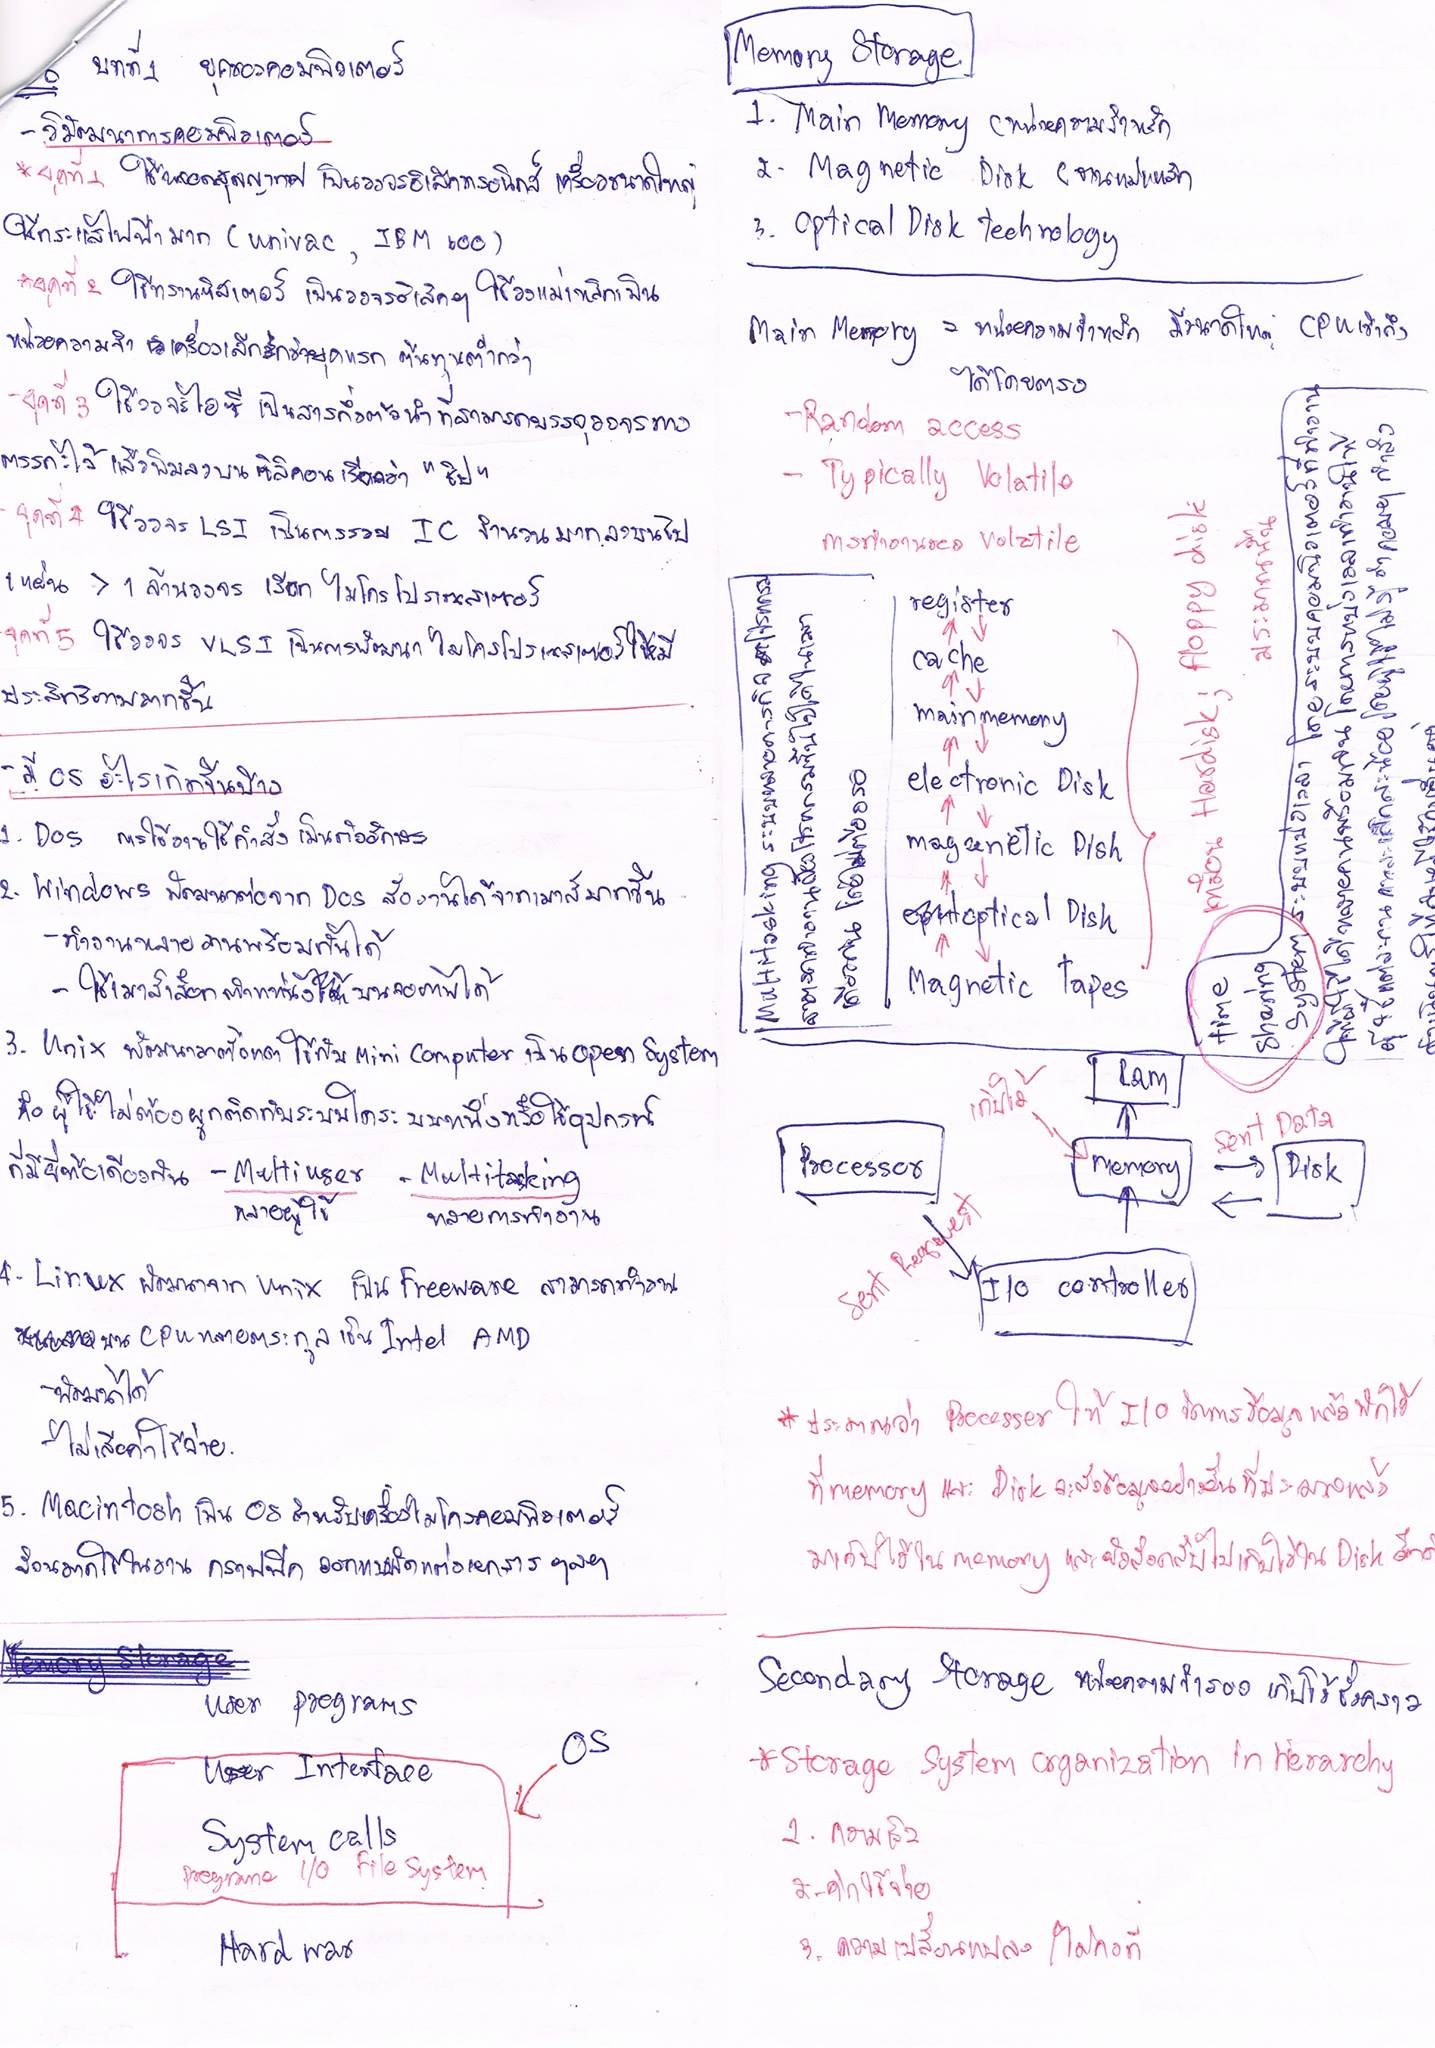 บทที่ 1 ยุคของคอมพิวเตอร์
- วิวัฒนาการคอมพิวเตอร์
*ยุคที่ 1 ใช้หลอดสุญญากาศ เป็นวงจรอิเล็กทรอนิกส์ เครื่องขนาดใหญ่
ใช้กระแสไฟฟ้ามาก (univac, IBM 600)
*ยุคที่ 2 ใช้ทรานซิสเตอร์ เป็นวงจรอิเล็กฯ ใช้วงแม่เหล็กเป็น
หน่วยความจำ เครื่องเล็กกว่ายุคแรก ต้นทุนต่ำกว่า
- ยุคที่ 3 ใช้วงจรไอซี เป็นสารกึ่งตัวนำที่สามารถบรรจุวงจรทาง
ตรรกะไว้ แล้วพิมลงบนซิลิคอน เรียกว่า "ชิป"
- ยุคที่ 4 ใช้วงจร LSI เป็นการรวม IC จำนวนมาก ลงบนชิป
1 แผ่น > 1 ล้านวงจร เรียก ไมโครโปรเซสเซอร์
ยุคที่ 5 ใช้วงจร VLSI เป็นการพัฒนาไมโครโปรเซสเซอร์ให้มี
ประสิทธิภาพมากขึ้น
- มี OS อะไรเกิดขึ้นบ้าง
1. Dos การใช้งานใช้คำสั่งเป็นตัวอักษร
2. Windows พัฒนาต่อจาก Dos สั่งงานได้จากเมาส์มากขึ้น
- ทำงานหลายงานพร้อมกันได้
- ใช้เมาส์เลือกตำแหน่งบนจอภาพได้
3. Unix พัฒนามาตั้งแต่ใช้กับ Mini Computer เป็น open System
คือ ผู้ใช้ไม่ต้องผูกติดกับระบบใดระบบหนึ่งหรือใช้อุปกรณ์
ที่มียี่ห้อเดียวกัน - Multiuser - Multitasking
หลายผู้ใช้ หลายการทำงาน
4. Linux พัฒนาจาก Unix เป็น Freeware สามารถทำงาน
บน CPU หลายตระกูล เช่น Intel AMD
- พัฒนาได้
- ไม่เสียค่าใช้จ่าย.
5. Macintosh เป็น OS สำหรับเครื่องไมโครคอมพิวเตอร์
ใช้ในงาน กราฟฟิค ออกแบบจัดแต่งเอกสาร ฯลฯ
Memory Storage
User programs
User Interface
OS
System calls
programe I/O File System
Hard war
Memory Storage
1. Main Memory (หน่วยความจำหลัก
2. Magnetic Disk (จานแม่เหล็ก
3. Optical Disk technology
Main Memory = หน่วยความจำหลัก มีขนาดใหญ่ CPU เข้าถึง
ได้โดยตรง
- Random access
- Typically Volatile
การทำงานของ Volatile
register
cache
main memory
electronic Disk
magenetic Dish
optical Dish
Magnetic Tapes
เหมือน Hardisk, floppy disk
ประมาณนี้
Multitasking
time
Sharing
System
Ram
เก็บไว้
Processor
memory
Sent Data
Disk
Sent Request
I/o controller
* ประมาณว่า Processer ให้ I/O จัดการข้อมูล แล้วพักไว้
ที่ memory และ Disk จะส่งข้อมูลอย่างอื่นที่ประมวลแล้ว
มาเก็บไว้ใน memory และส่งกลับไปเก็บไว้ใน Disk
Secondary Storage หน่วยความจำรอง เก็บไว้ชั่วคราว
* Storage System organization in hierarchy
1. ความเร็ว
2. ค่าใช้จ่าย
3. ความเปลี่ยนแปลง ไม่คงที่